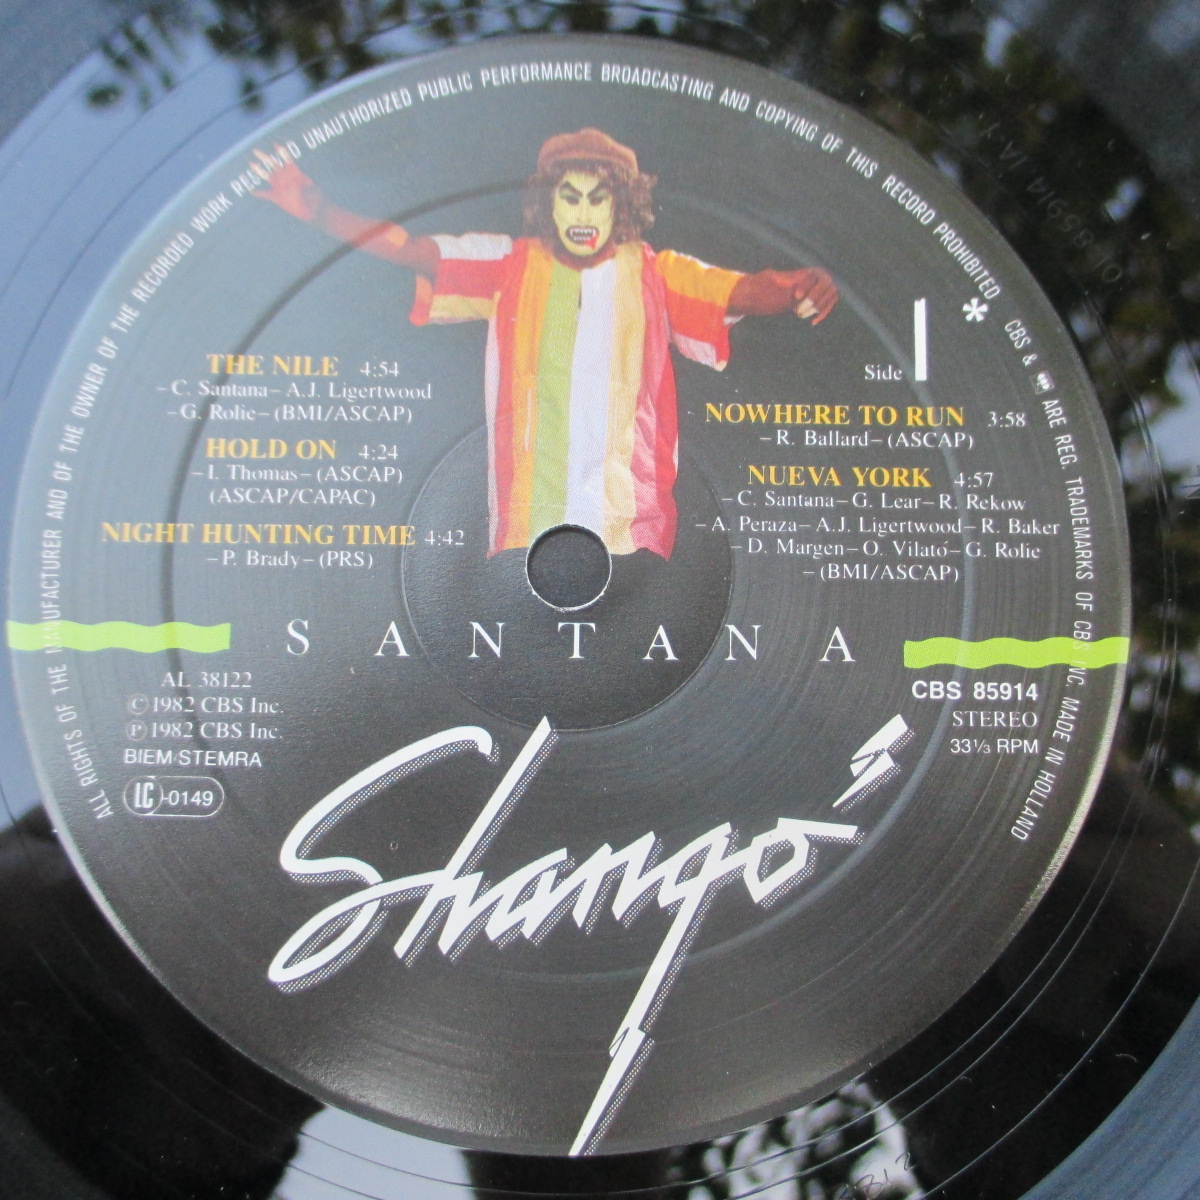 ALL RIGHTS OF THE MANUFACTURER AND OF THE OWNER OF THE RECORDED WORK RESERVED UNAUTHORIZED PUBLIC PERFORMANCE BROADCASTING AND COPYING OF THIS RECORD PROHIBITED * CBS & ARE REG. TRADEMARKS OF CBS INC. MADE IN HOLLAND
THE NILE 4:54
–C. Santana–A.J. Ligertwood
–G. Rolie–(BMI/ASCAP)
HOLD ON 4:24
–I. Thomas–(ASCAP)
(ASCAP/CAPAC)
NIGHT HUNTING TIME 4:42
–P. Brady–(PRS)
Side 1
NOWHERE TO RUN 3:58
–R. Ballard–(ASCAP)
NUEVA YORK 4:57
–C. Santana–G. Lear–R. Rekow
–A. Peraza–A.J. Ligertwood–R. Baker
–D. Margen–O. Vilató–G. Rolie
–(BMI/ASCAP)
SANTANA
AL 38122
©1982 CBS Inc.
℗1982 CBS Inc.
BIEM-STEMRA
LC-0149
CBS 85914
STEREO
33⅓ RPM
Shangó